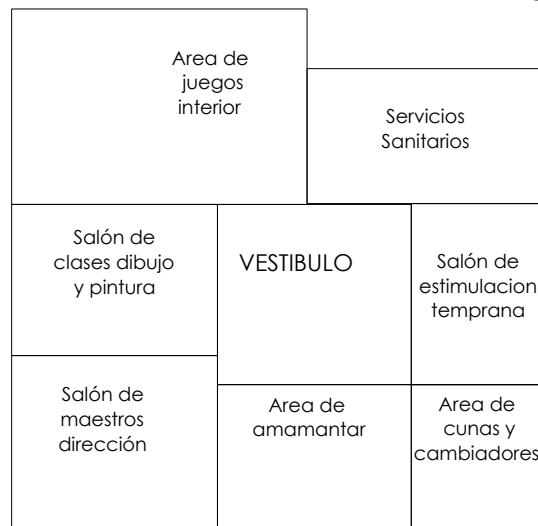 Area de
juegos
interior
Servicios
Sanitarios
Salón de
clases dibujo
y pintura
VESTIBULO
Salón de
estimulacion
temprana
Salón de
maestros
dirección
Area de
amamantar
Area de
cunas y
cambiadores